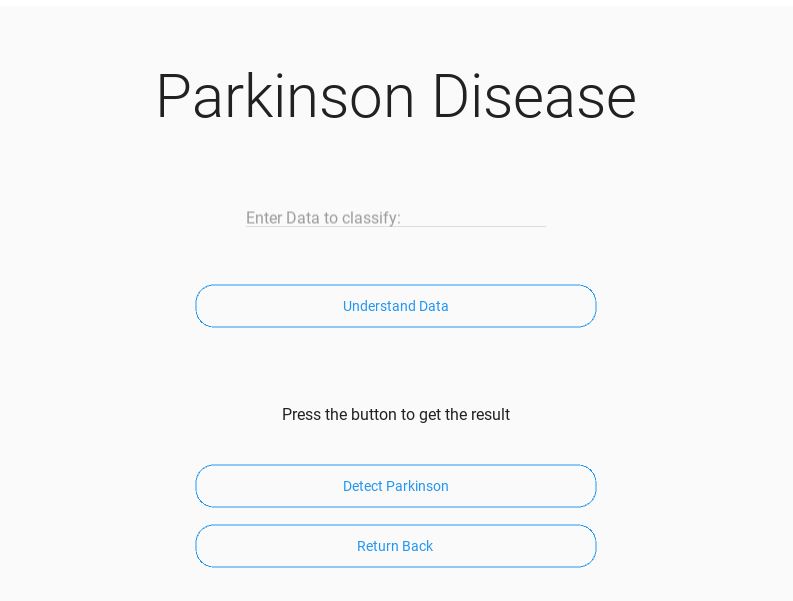 Parkinson Disease
Enter Data to classify:
Understand Data
Press the button to get the result
Detect Parkinson
Return Back